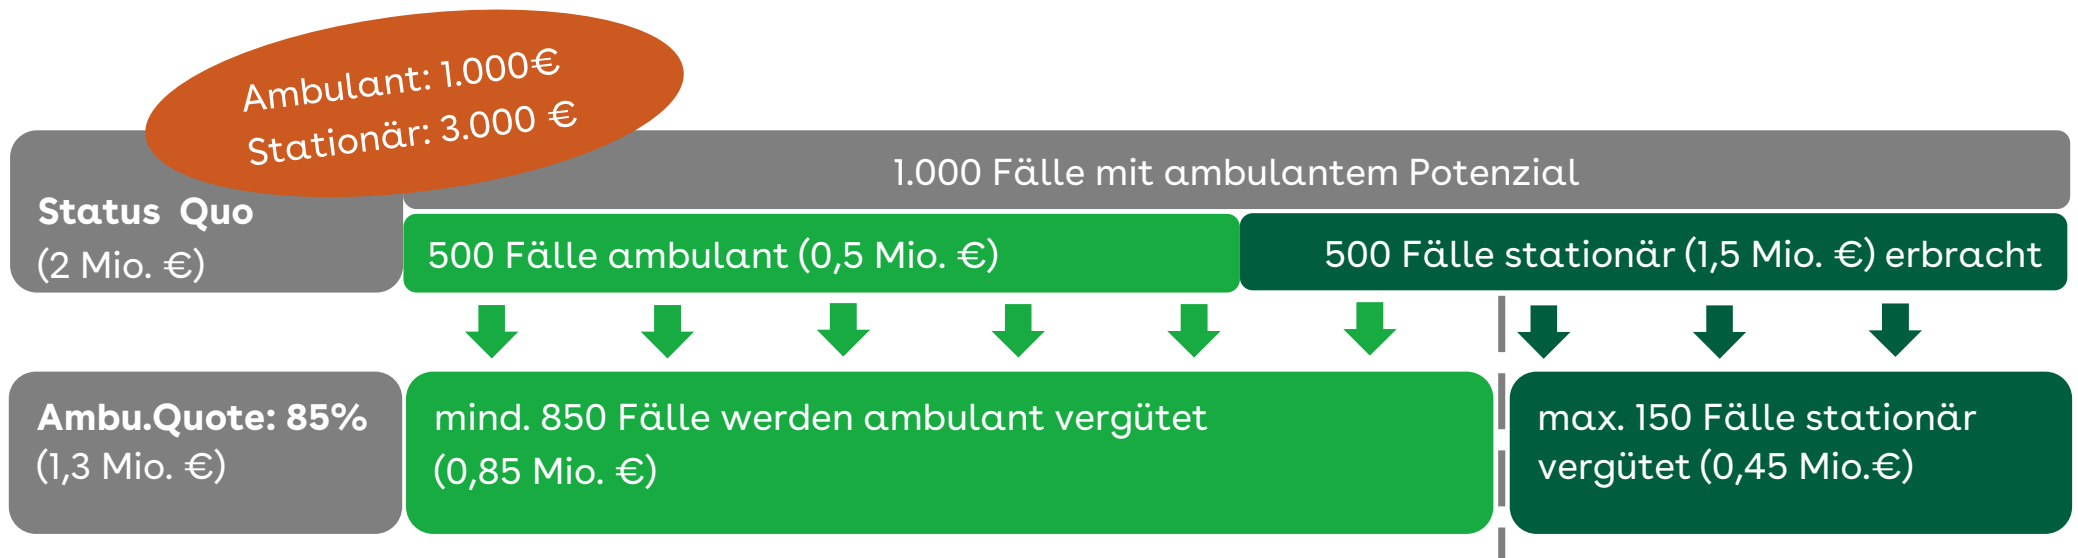 Ambulant: 1.000€
Stationär: 3.000 €
1.000 Fälle mit ambulantem Potenzial
Status Quo
(2 Mio. €)
500 Fälle ambulant (0,5 Mio. €)
500 Fälle stationär (1,5 Mio. €) erbracht
Ambu.Quote: 85%
(1,3 Mio. €)
mind. 850 Fälle werden ambulant vergütet
(0,85 Mio. €)
max. 150 Fälle stationär
vergütet (0,45 Mio.€)